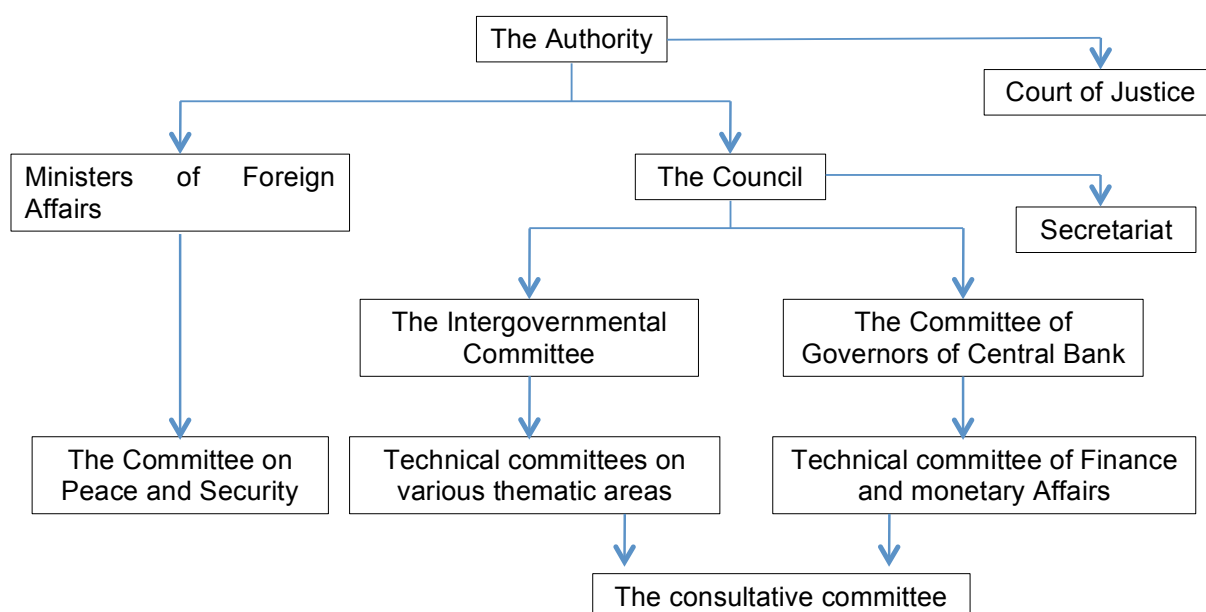 The Authority
Court of Justice
Ministers of Foreign
Affairs
The Council
Secretariat
The Intergovernmental
Committee
The Committee of
Governors of Central Bank
The Committee on
Peace and Security
Technical committees on
various thematic areas
Technical committee of Finance
and monetary Affairs
The consultative committee